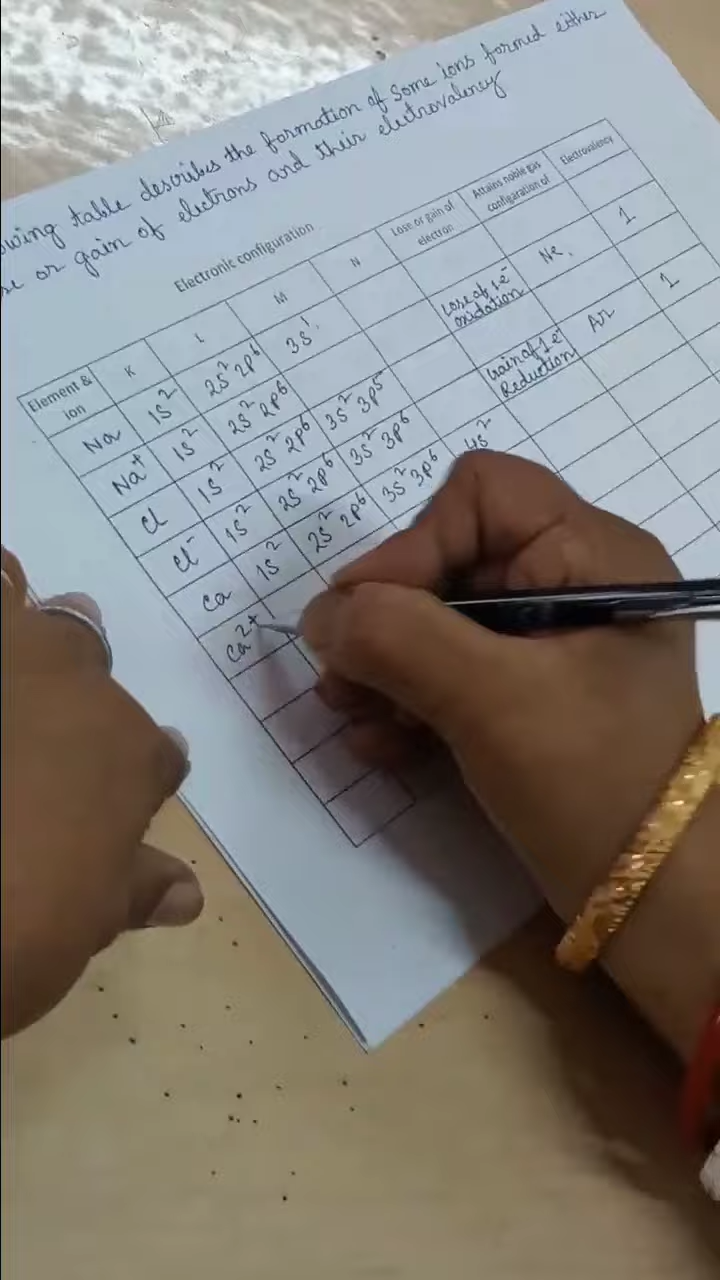 owing table describes the formation of some ions formed either
se or gain of electrons and their electrovalency
Electronic configuration
Element & ion K L M N Lose or gain of electron Attains noble gas configaration of Electrovalency
Na 1S² 2S² 2P⁶ 3S¹ Lose of 1e⁻ oxidation Ne. 1
Na⁺ 1S² 2S² 2P⁶
Cl 1S² 2S² 2P⁶ 3S² 3P⁵ Gain of 1e⁻ Reduction Ar 1
Cl⁻ 1S² 2S² 2P⁶ 3S² 3P⁶
Ca 1S² 2S² 2P⁶ 3S² 3P⁶ 4S²
Ca²⁺